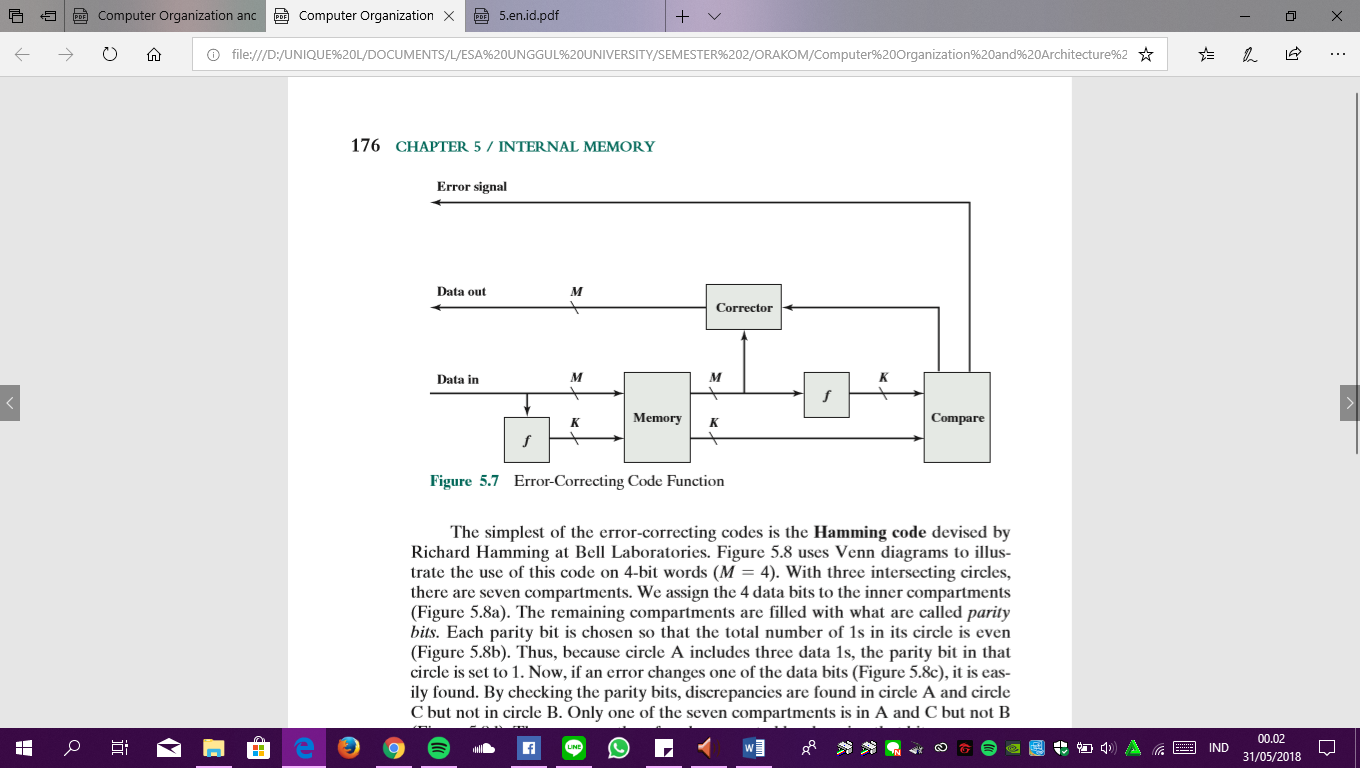 Computer Organization anc
Computer Organization
5.en.id.pdf
file:///D:/UNIQUE%20L/DOCUMENTS/L/ESA%20UNGGUL%20UNIVERSITY/SEMESTER%202/ORAKOM/Computer%20Organization%20and%20Architecture%2
176 CHAPTER 5 / INTERNAL MEMORY
Error signal
Data out M
Corrector
Data in M M K
f
Memory Compare
K K
f
Figure 5.7 Error-Correcting Code Function
The simplest of the error-correcting codes is the Hamming code devised by
Richard Hamming at Bell Laboratories. Figure 5.8 uses Venn diagrams to illus-
trate the use of this code on 4-bit words (M = 4). With three intersecting circles,
there are seven compartments. We assign the 4 data bits to the inner compartments
(Figure 5.8a). The remaining compartments are filled with what are called parity
bits. Each parity bit is chosen so that the total number of 1s in its circle is even
(Figure 5.8b). Thus, because circle A includes three data 1s, the parity bit in that
circle is set to 1. Now, if an error changes one of the data bits (Figure 5.8c), it is eas-
ily found. By checking the parity bits, discrepancies are found in circle A and circle
C but not in circle B. Only one of the seven compartments is in A and C but not B
IND
00.02
31/05/2018